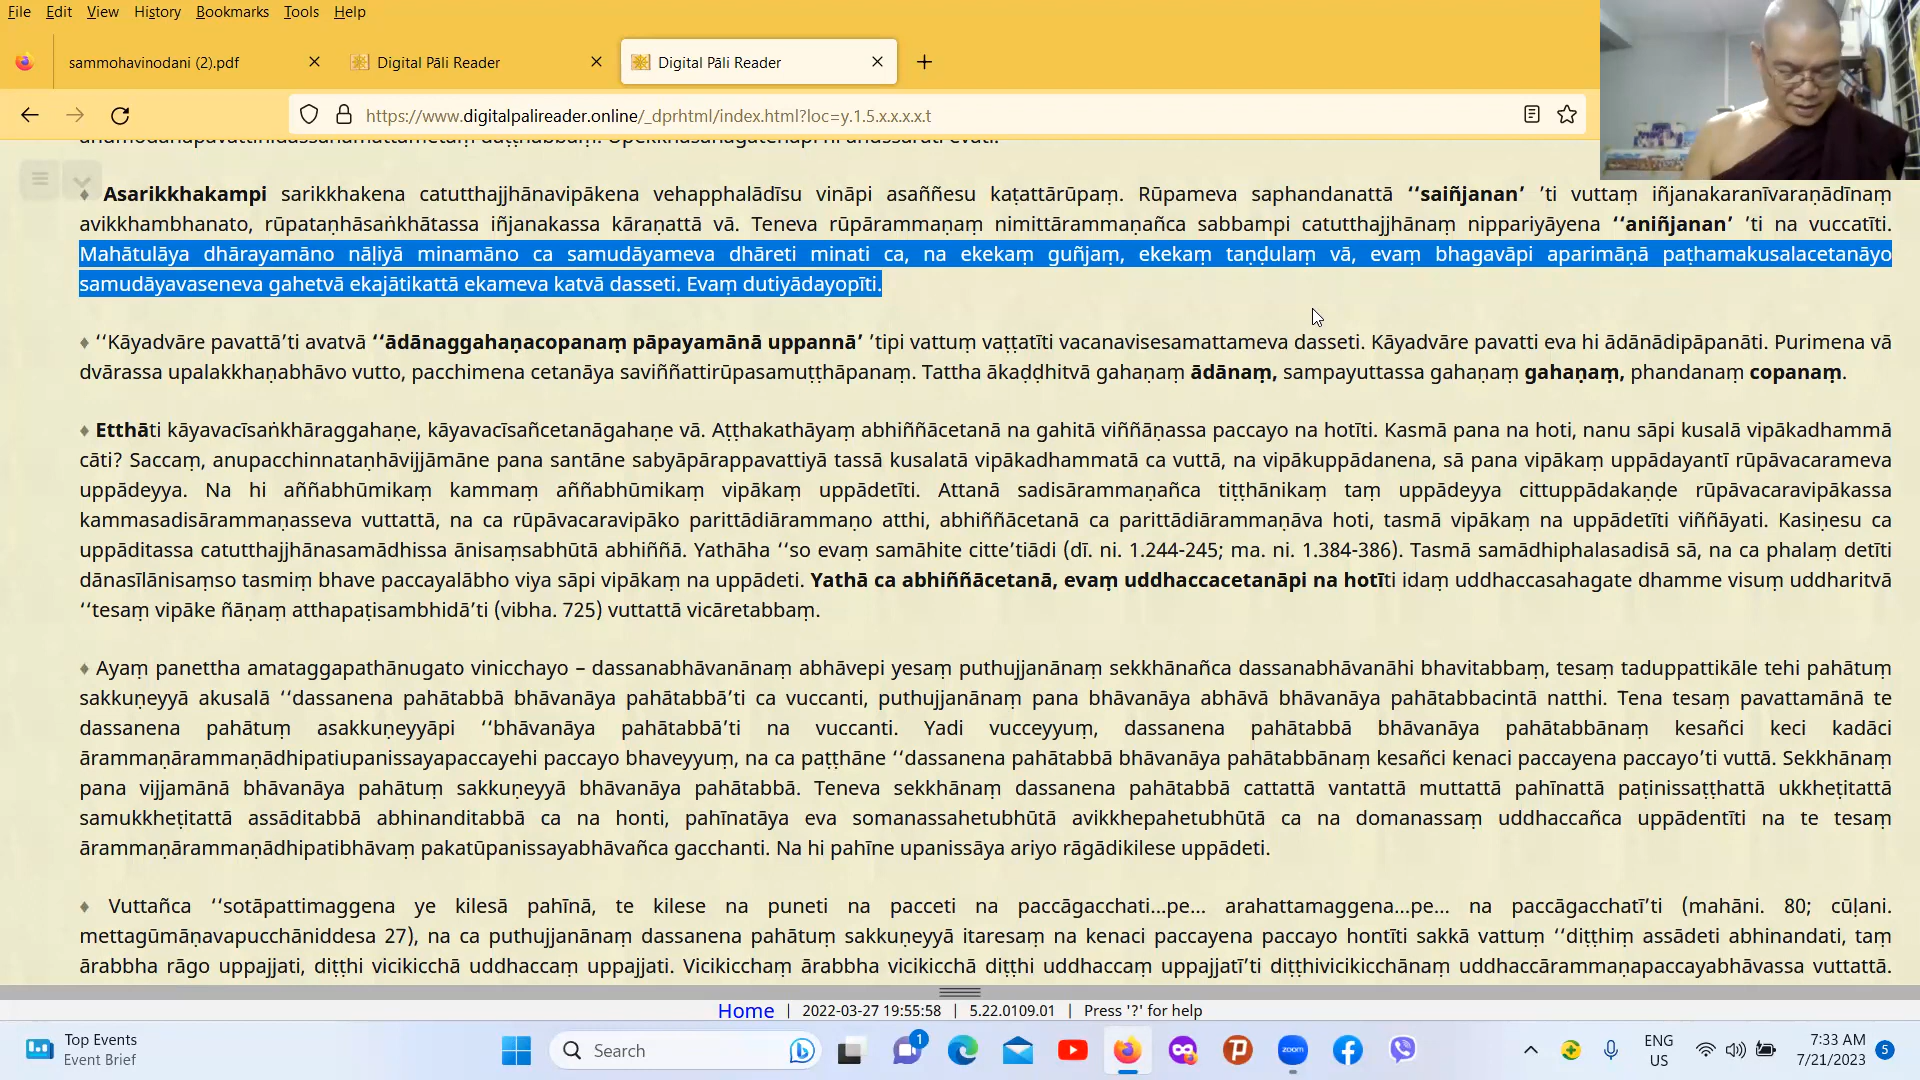 File Edit View History Bookmarks Tools Help
sammohavinodani (2).pdf
Digital Pāli Reader
Digital Pāli Reader
https://www.digitalpalireader.online/_dprhtml/index.html?loc=y.1.5.x.x.x.x.t
♦ Asarikkhakampi sarikkhakena catutthajjhānavipākena vehapphalādīsu vināpi asaññesu kaṭattārūpaṃ. Rūpameva saphandanattā ‘‘saiñjanan’ ’ti vuttaṃ iñjanakaranīvaraṇādīnaṃ
avikkhambhanato, rūpataṇhāsaṅkhātassa iñjanakassa kāraṇattā vā. Teneva rūpārammaṇaṃ nimittārammaṇañca sabbampi catutthajjhānaṃ nippariyāyena ‘‘aniñjanan’ ’ti na vuccatīti.
Mahātulāya dhārayamāno nāḷiyā minamāno ca samudāyameva dhāreti minati ca, na ekekaṃ guñjaṃ, ekekaṃ taṇḍulaṃ vā, evaṃ bhagavāpi aparimāṇā paṭhamakusalacetanāyo
samudāyavaseneva gahetvā ekajātikattā ekameva katvā dasseti. Evaṃ dutiyādayopīti.
♦ ‘‘Kāyadvāre pavattā’ti avatvā ‘‘ādānaggahaṇacopanaṃ pāpayamānā uppannā’ ’tipi vattuṃ vaṭṭatīti vacanavisesamattameva dasseti. Kāyadvāre pavatti eva hi ādānādipāpanāti. Purimena vā
dvārassa upalakkhaṇabhāvo vutto, pacchimena cetanāya saviññattirūpasamuṭṭhāpanaṃ. Tattha ākaḍḍhitvā gahaṇaṃ ādānaṃ, sampayuttassa gahaṇaṃ gahaṇaṃ, phandanaṃ copanaṃ.
♦ Etthāti kāyavacīsaṅkhāraggahaṇe, kāyavacīsañcetanāgahaṇe vā. Aṭṭhakathāyaṃ abhiññācetanā na gahitā viññāṇassa paccayo na hotīti. Kasmā pana na hoti, nanu sāpi kusalā vipākadhammā
cāti? Saccaṃ, anupacchinnataṇhāvijjāmāne pana santāne sabyāpārappavattiyā tassā kusalatā vipākadhammatā ca vuttā, na vipākuppādanena, sā pana vipākaṃ uppādayantī rūpāvacarameva
uppādeyya. Na hi aññabhūmikaṃ kammaṃ aññabhūmikaṃ vipākaṃ uppādetīti. Attanā sadisārammaṇañca tiṭṭhānikaṃ taṃ uppādeyya cittuppādakaṇḍe rūpāvacaravipākassa
kammasadisārammaṇasseva vuttattā, na ca rūpāvacaravipāko parittādiārammaṇo atthi, abhiññācetanā ca parittādiārammaṇāva hoti, tasmā vipākaṃ na uppādetīti viññāyati. Kasiṇesu ca
uppāditassa catutthajjhānasamādhissa ānisaṃsabhūtā abhiññā. Yathāha ‘‘so evaṃ samāhite citte’tiādi (dī. ni. 1.244-245; ma. ni. 1.384-386). Tasmā samādhiphalasadisā sā, na ca phalaṃ detīti
dānasīlānisaṃso tasmiṃ bhave paccayalābho viya sāpi vipākaṃ na uppādeti. Yathā ca abhiññācetanā, evaṃ uddhaccacetanāpi na hotīti idaṃ uddhaccasahagate dhamme visuṃ uddharitvā
‘‘tesaṃ vipāke ñāṇaṃ atthapaṭisambhidā’ti (vibha. 725) vuttattā vicāretabbaṃ.
♦ Ayaṃ panettha amataggapathānugato vinicchayo – dassanabhāvanānaṃ abhāvepi yesaṃ puthujjanānaṃ sekkhānañca dassanabhāvanāhi bhavitabbaṃ, tesaṃ taduppattikāle tehi pahātuṃ
sakkuṇeyyā akusalā ‘‘dassanena pahātabbā bhāvanāya pahātabbā’ti ca vuccanti, puthujjanānaṃ pana bhāvanāya abhāvā bhāvanāya pahātabbacintā natthi. Tena tesaṃ pavattamānā te
dassanena pahātuṃ asakkuṇeyyāpi ‘‘bhāvanāya pahātabbā’ti na vuccanti. Yadi vucceyyuṃ, dassanena pahātabbā bhāvanāya pahātabbānaṃ kesañci keci kadāci
ārammaṇārammaṇādhipatiupanissayapaccayehi paccayo bhaveyyuṃ, na ca paṭṭhāne ‘‘dassanena pahātabbā bhāvanāya pahātabbānaṃ kesañci kenaci paccayena paccayo’ti vuttā. Sekkhānaṃ
pana vijjamānā bhāvanāya pahātuṃ sakkuṇeyyā bhāvanāya pahātabbā. Teneva sekkhānaṃ dassanena pahātabbā cattattā vantattā muttattā pahīnattā paṭinissaṭṭhattā ukkheṭitattā
samukkheṭitattā assāditabbā abhinanditabbā ca na honti, pahīnatāya eva somanassahetubhūtā avikkhepahetubhūtā ca na domanassaṃ uddhaccañca uppādentīti na te tesaṃ
ārammaṇārammaṇādhipatibhāvaṃ pakatūpanissayabhāvañca gacchanti. Na hi pahīne upanissāya ariyo rāgādikilese uppādeti.
♦ Vuttañca ‘‘sotāpattimaggena ye kilesā pahīnā, te kilese na puneti na pacceti na paccāgacchati...pe... arahattamaggena...pe... na paccāgacchatī’ti (mahāni. 80; cūḷani.
mettagūmāṇavapucchāniddesa 27), na ca puthujjanānaṃ dassanena pahātuṃ sakkuṇeyyā itaresaṃ na kenaci paccayena paccayo hontīti sakkā vattuṃ ‘‘diṭṭhiṃ assādeti abhinandati, taṃ
ārabbha rāgo uppajjati, diṭṭhi vicikicchā uddhaccaṃ uppajjati. Vicikicchaṃ ārabbha vicikicchā diṭṭhi uddhaccaṃ uppajjatī’ti diṭṭhivicikicchānaṃ uddhaccārammaṇapaccayabhāvassa vuttattā.
Home | 2022-03-27 19:55:58 | 5.22.0109.01 | Press '?' for help
Top Events
Event Brief
Search
1
zoom
ENG
US
7:33 AM
7/21/2023
5